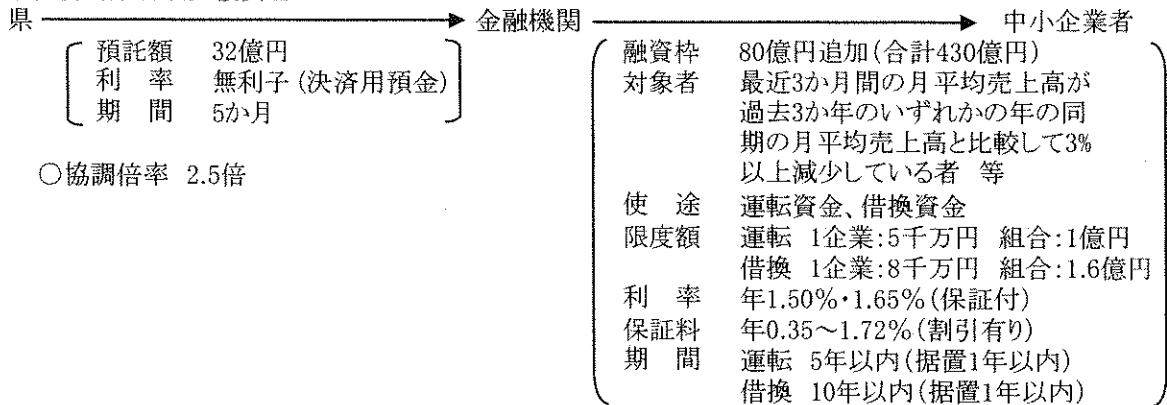 県 金融機関 中小企業者
預託額 32億円
利 率 無利子(決済用預金)
期 間 5か月
○協調倍率 2.5倍
融資枠 80億円追加(合計430億円)
対象者 最近3か月間の月平均売上高が
過去3か年のいずれかの年の同
期の月平均売上高と比較して3%
以上減少している者 等
使 途 運転資金、借換資金
限度額 運転 1企業:5千万円 組合:1億円
借換 1企業:8千万円 組合:1.6億円
利 率 年1.50%・1.65%(保証付)
保証料 年0.35～1.72%(割引有り)
期 間 運転 5年以内(据置1年以内)
借換 10年以内(据置1年以内)